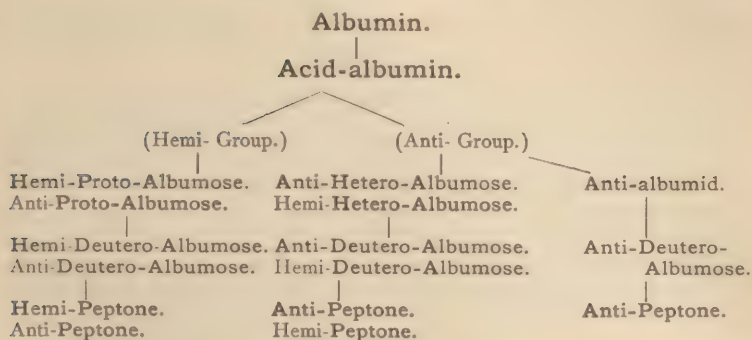 Albumin.
Acid-albumin.
(Hemi- Group.) (Anti- Group.)
Hemi-Proto-Albumose. Anti-Hetero-Albumose. Anti-albumid.
Anti-Proto-Albumose. Hemi-Hetero-Albumose.
Hemi-Deutero-Albumose. Anti-Deutero-Albumose. Anti-Deutero-
Anti-Deutero-Albumose. Hemi-Deutero-Albumose. Albumose.
Hemi-Peptone. Anti-Peptone. Anti-Peptone.
Anti-Peptone. Hemi-Peptone.